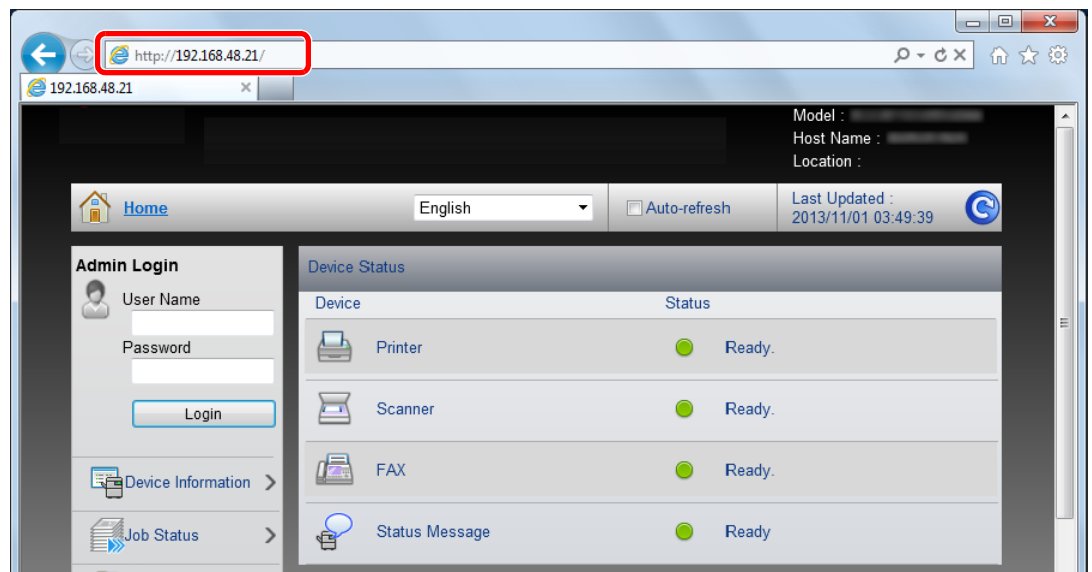 http://192.168.48.21/
192.168.48.21
Model :
Host Name :
Location :
Home
English
Auto-refresh
Last Updated :
2013/11/01 03:49:39
Admin Login
User Name
Password
Login
Device Information
Job Status
Device Status
Device Status
Printer Ready.
Scanner Ready.
FAX Ready.
Status Message Ready